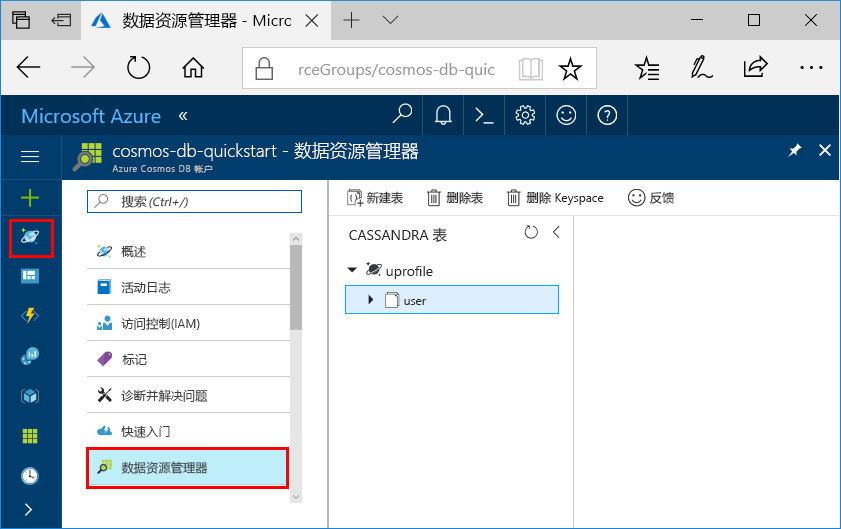 数据资源管理器 - Micrc
rceGroups/cosmos-db-quic
Microsoft Azure «
cosmos-db-quickstart - 数据资源管理器
Azure Cosmos DB 帐户
搜索(Ctrl+/)
概述
活动日志
访问控制(IAM)
标记
诊断并解决问题
快速入门
数据资源管理器
新建表 删除表 删除 Keyspace 反馈
CASSANDRA 表
uprofile
user